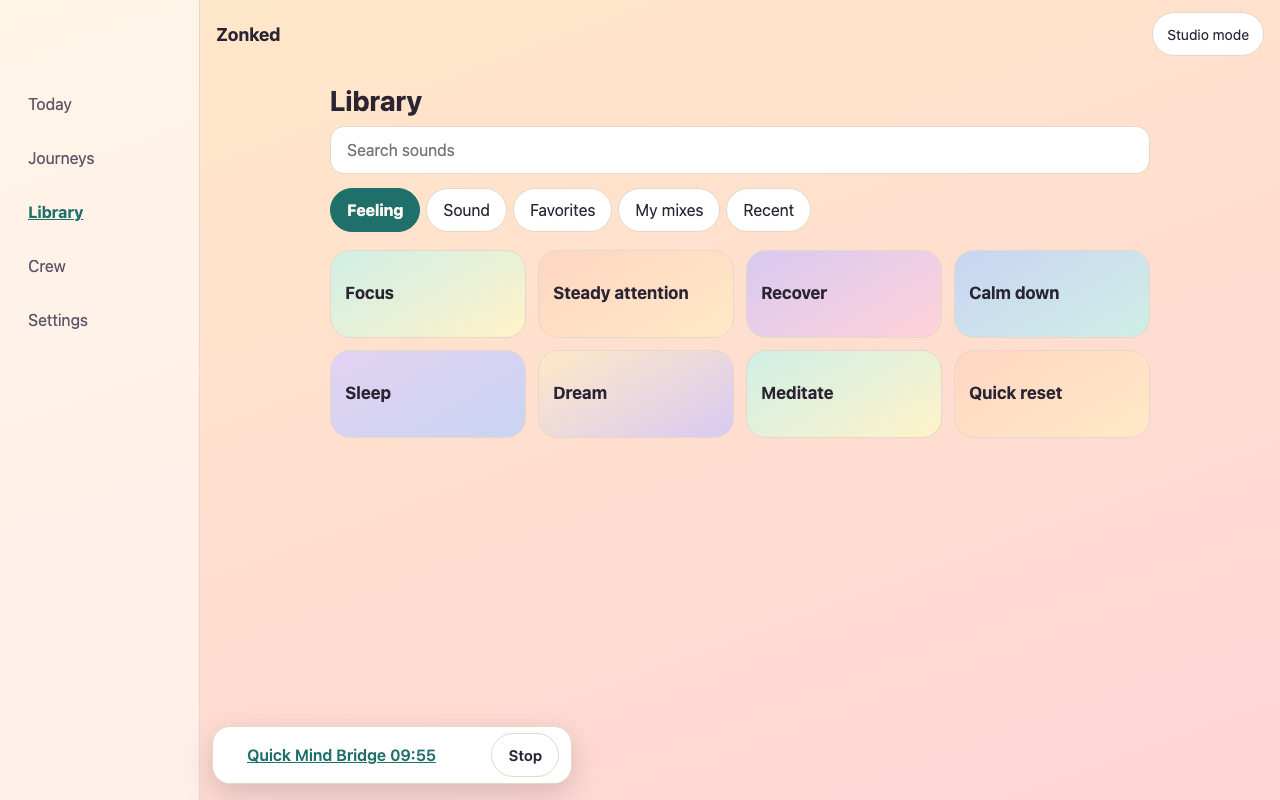 Zonked
Studio mode
Today
Journeys
Library
Crew
Settings
Library
Search sounds
Feeling
Sound
Favorites
My mixes
Recent
Focus
Steady attention
Recover
Calm down
Sleep
Dream
Meditate
Quick reset
Quick Mind Bridge 09:55
Stop